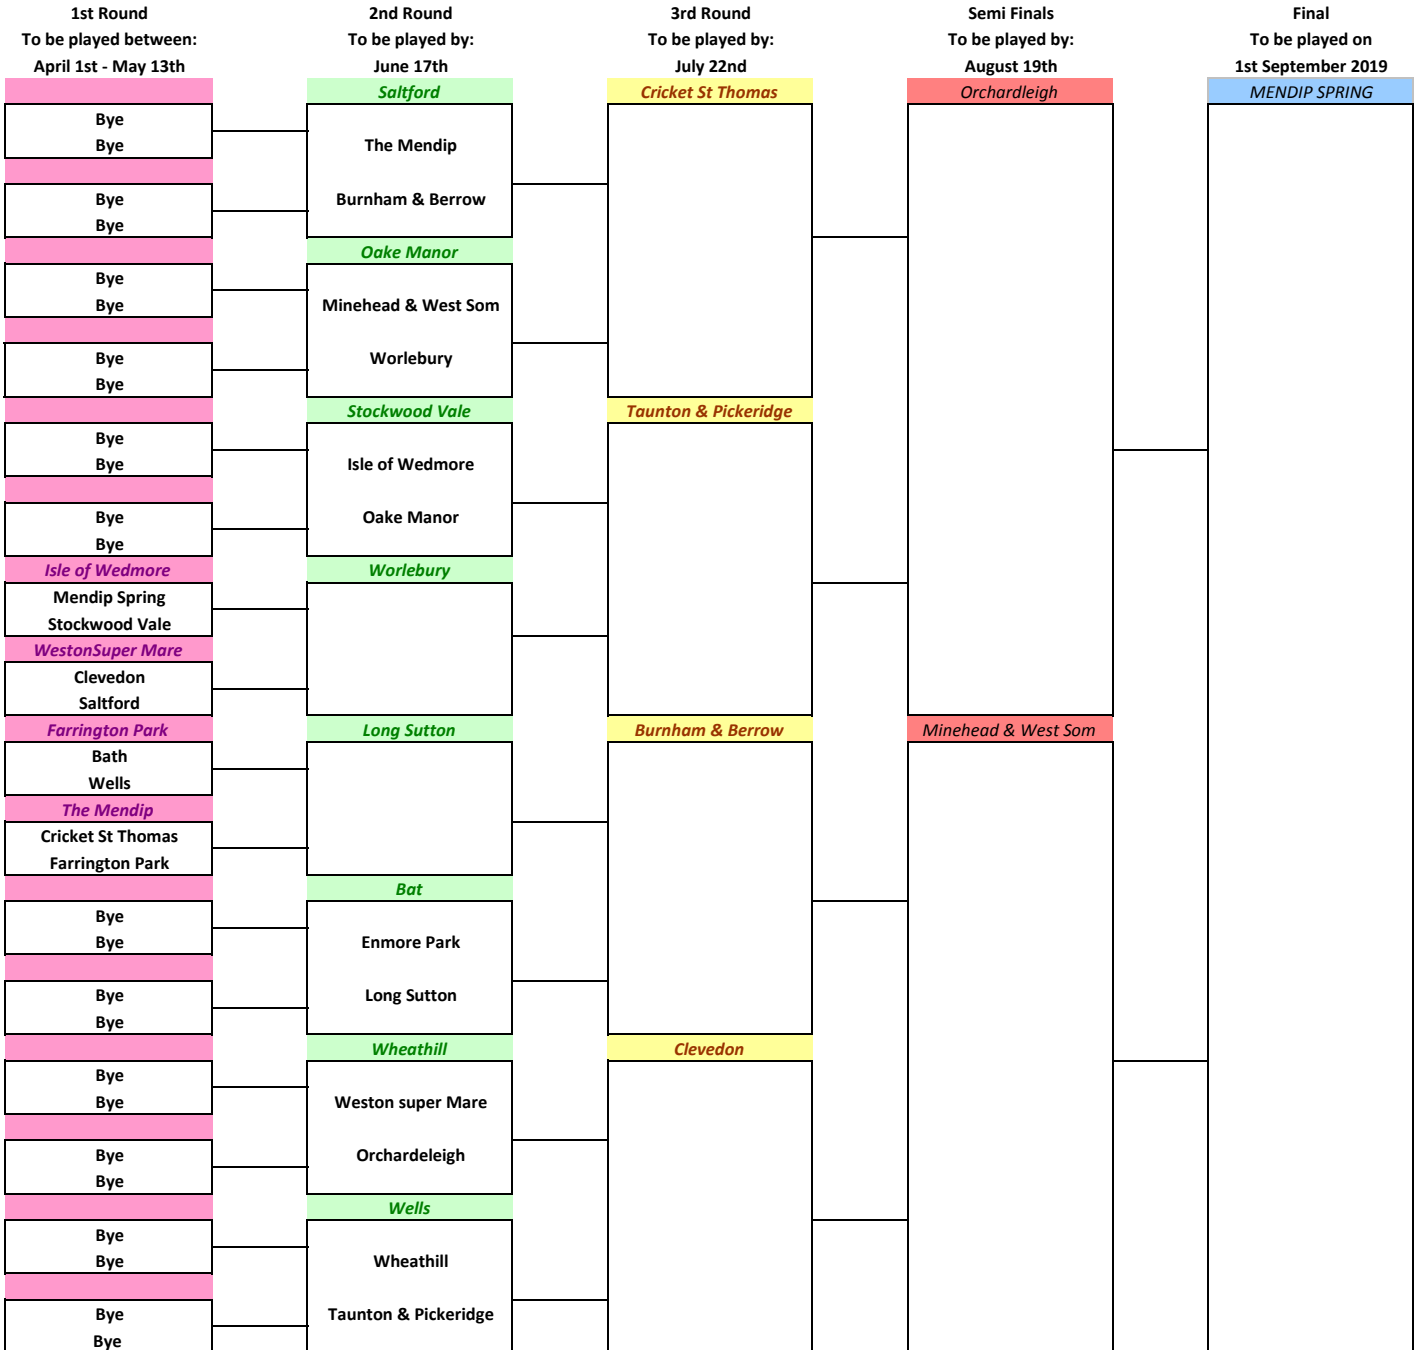 1st Round
To be played between:
April 1st - May 13th
Bye
Bye
Bye
Bye
Bye
Bye
Bye
Bye
Bye
Bye
Bye
Bye
Isle of Wedmore
Mendip Spring
Stockwood Vale
WestonSuper Mare
Clevedon
Saltford
Farrington Park
Bath
Wells
The Mendip
Cricket St Thomas
Farrington Park
Bye
Bye
Bye
Bye
Bye
Bye
Bye
Bye
Bye
Bye
Bye
Bye
2nd Round
To be played by:
June 17th
Saltford
The Mendip
Burnham & Berrow
Oake Manor
Minehead & West Som
Worlebury
Stockwood Vale
Isle of Wedmore
Oake Manor
Worlebury
Long Sutton
Bat
Enmore Park
Long Sutton
Wheathill
Weston super Mare
Orchardeleigh
Wells
Wheathill
Taunton & Pickeridge
3rd Round
To be played by:
July 22nd
Cricket St Thomas
Taunton & Pickeridge
Burnham & Berrow
Clevedon
Semi Finals
To be played by:
August 19th
Orchardleigh
Minehead & West Som
Final
To be played on
1st September 2019
MENDIP SPRING